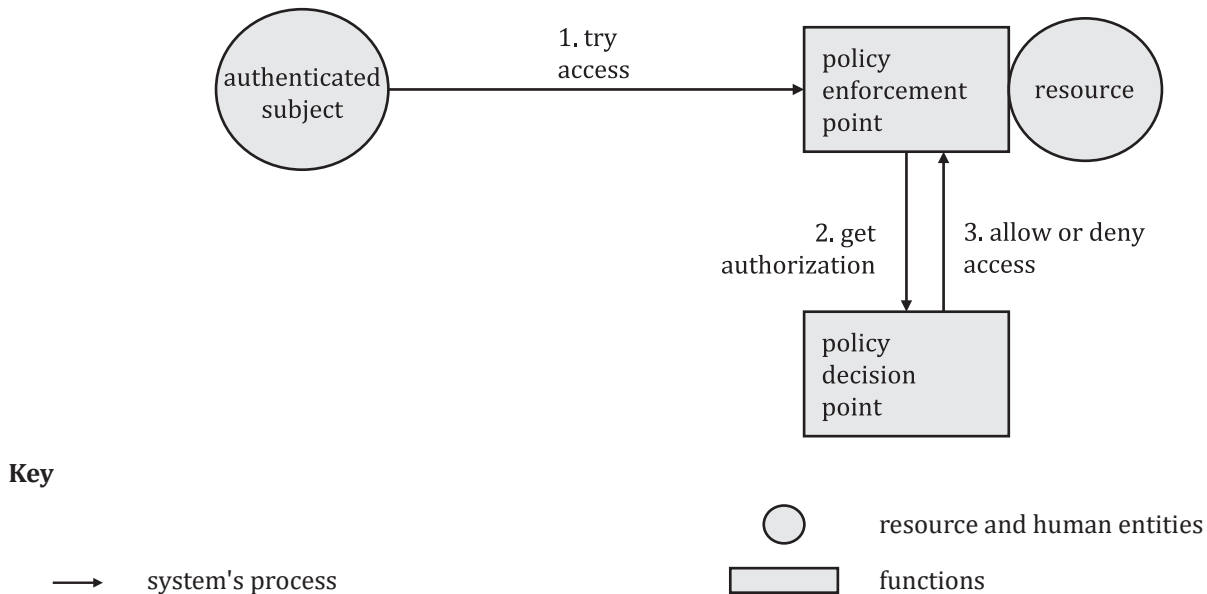 authenticated
subject
1. try
access
policy
enforcement
point
resource
2. get
authorization
3. allow or deny
access
policy
decision
point
Key
resource and human entities
system's process
functions